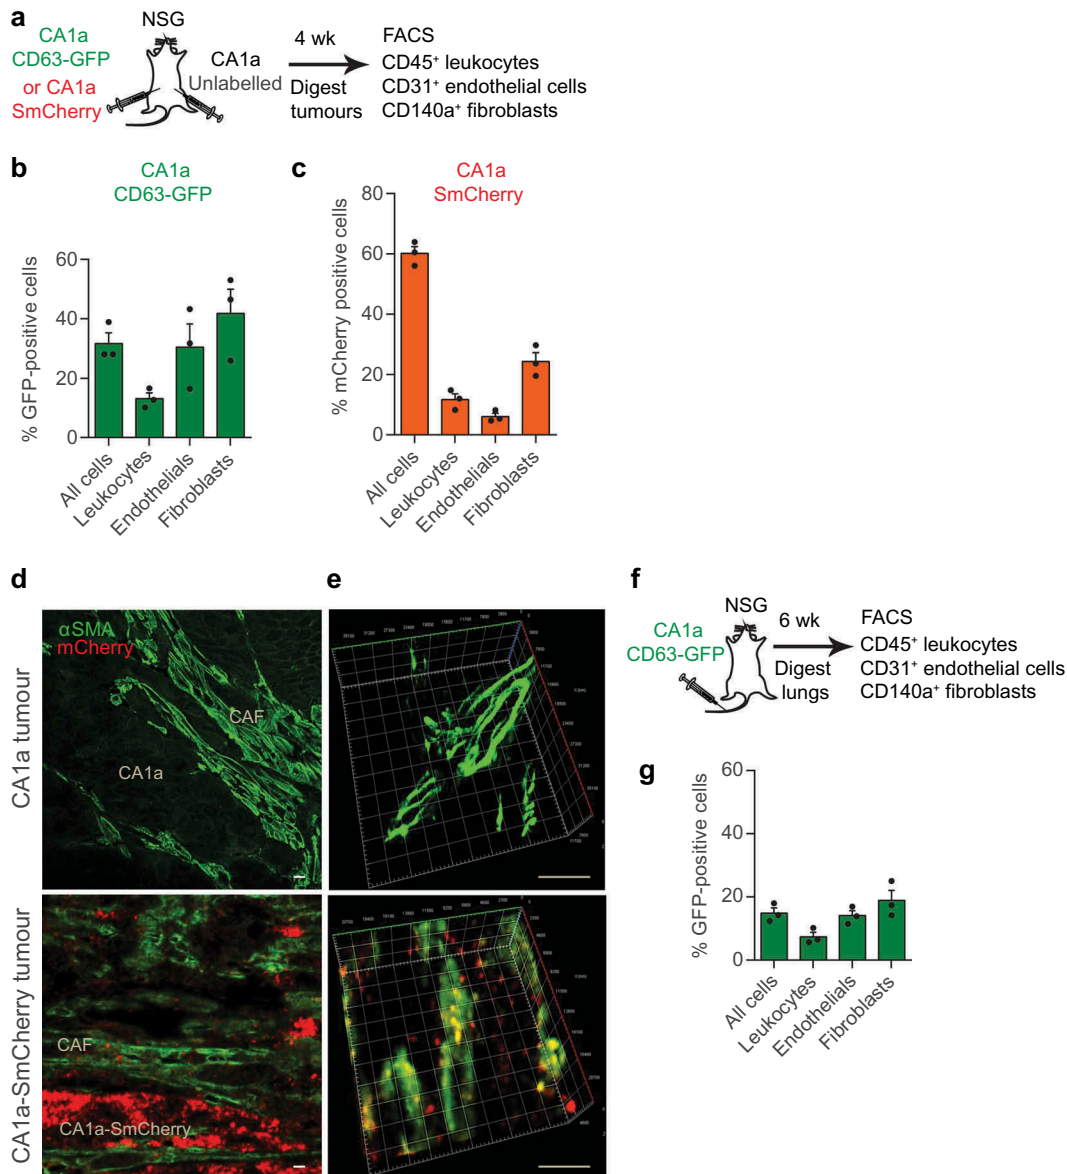 a
CA1a
CD63-GFP
or CA1a
SmCherry
NSG
CA1a
Unlabelled
4 wk
Digest
tumours
FACS
CD45⁺ leukocytes
CD31⁺ endothelial cells
CD140a⁺ fibroblasts
b
CA1a
CD63-GFP
% GFP-positive cells
60
40
20
0
All cells
Leukocytes
Endothelials
Fibroblasts
c
CA1a
SmCherry
% mCherry positive cells
80
60
40
20
0
All cells
Leukocytes
Endothelials
Fibroblasts
d
CA1a tumour
αSMA
mCherry
CAF
CA1a
CA1a-SmCherry tumour
CAF
CA1a-SmCherry
e
f
CA1a
CD63-GFP
NSG
6 wk
Digest
lungs
FACS
CD45⁺ leukocytes
CD31⁺ endothelial cells
CD140a⁺ fibroblasts
g
% GFP-positive cells
60
40
20
0
All cells
Leukocytes
Endothelials
Fibroblasts